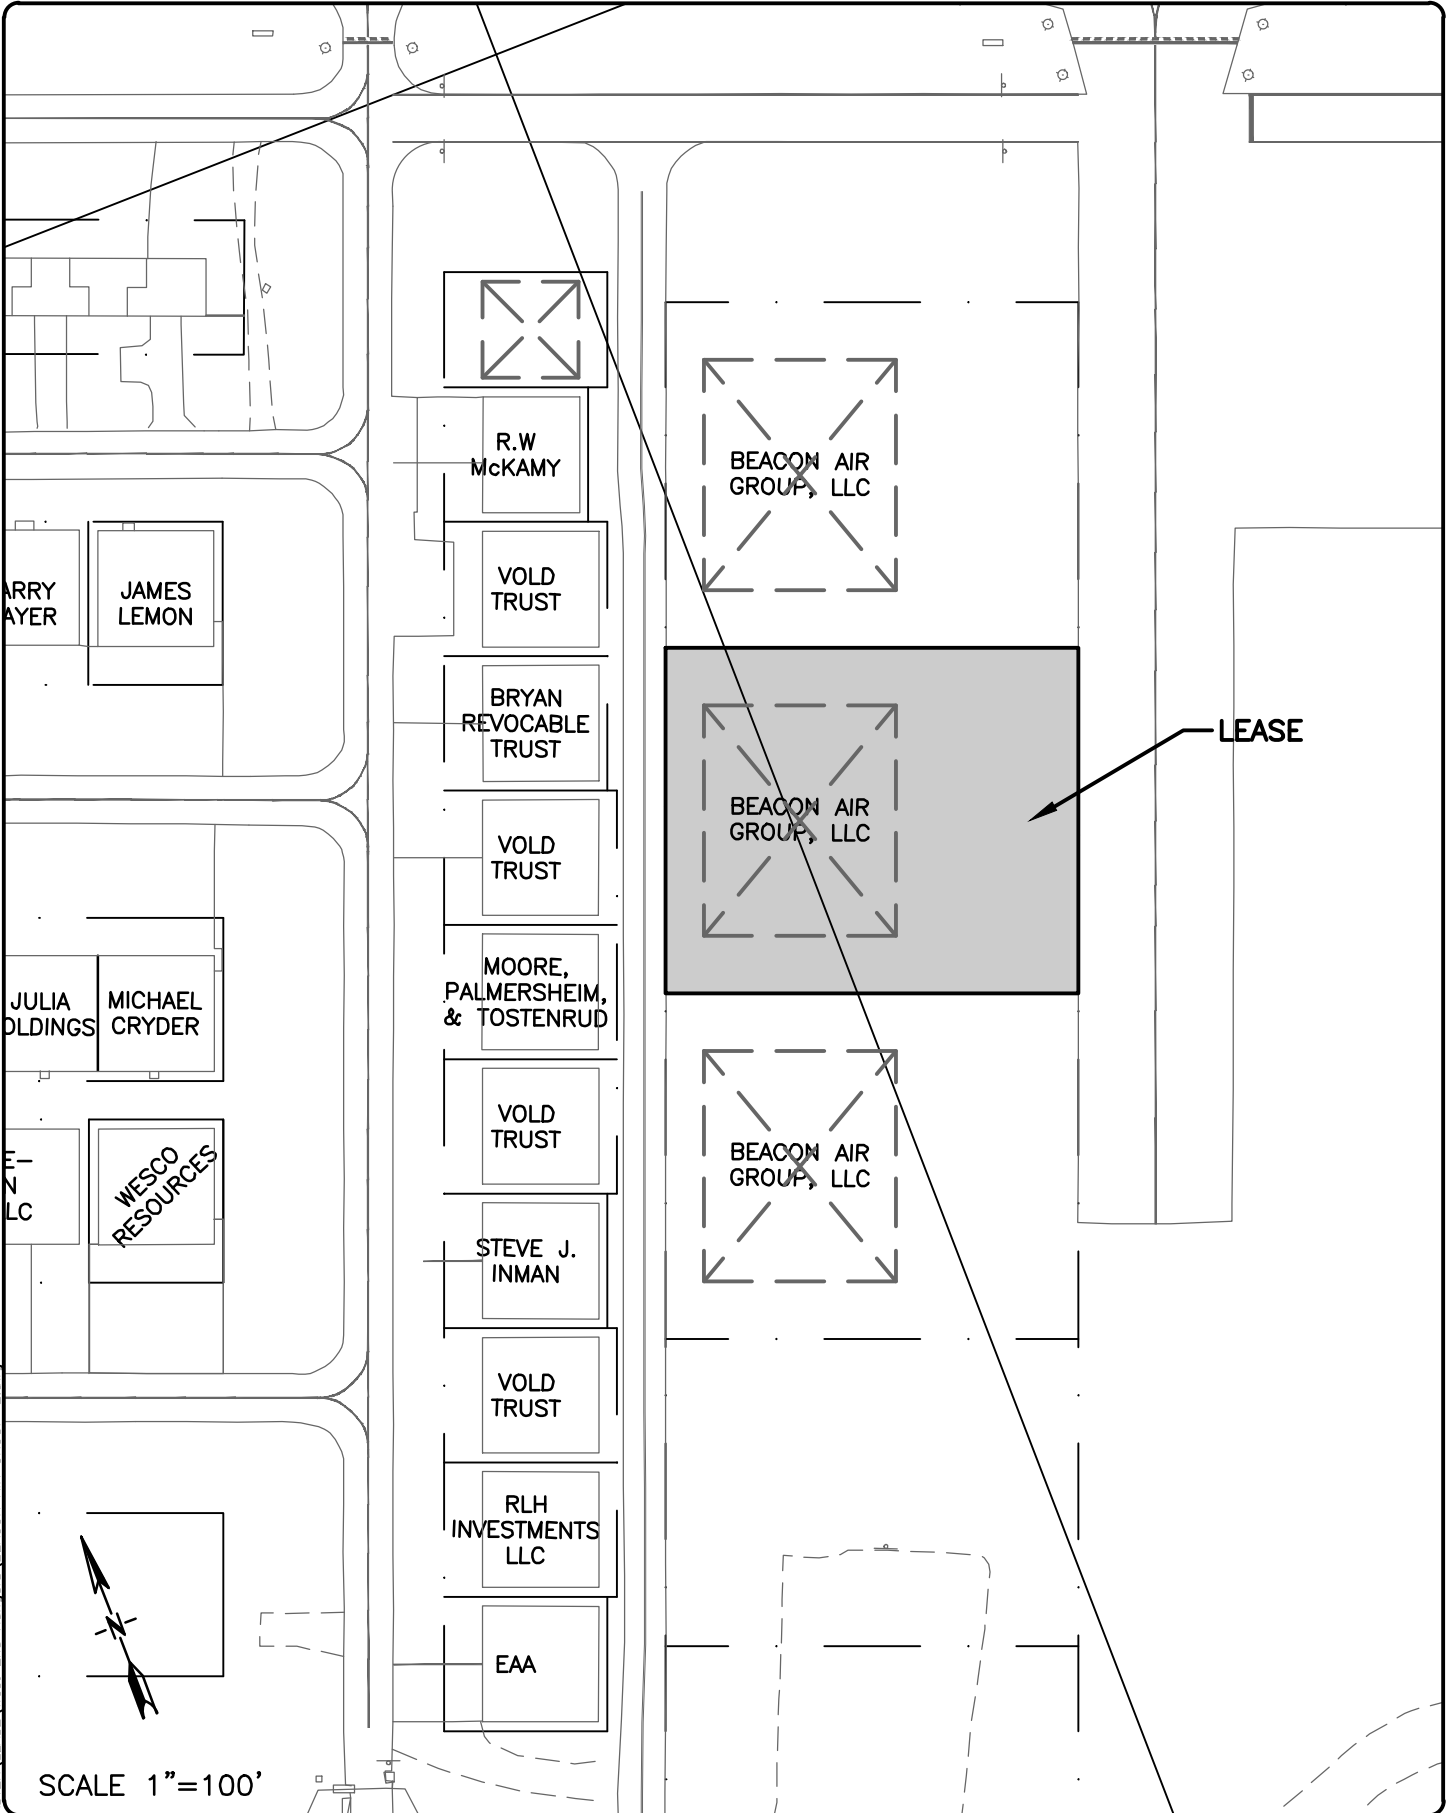 R.W
McKAMY
BEACON AIR
GROUP, LLC
ARRY
AYER
JAMES
LEMON
VOLD
TRUST
BRYAN
REVOCABLE
TRUST
LEASE
BEACON AIR
GROUP, LLC
VOLD
TRUST
MOORE,
PALMERSHEIM,
& TOSTENRUD
JULIA
OLDINGS
MICHAEL
CRYDER
VOLD
TRUST
BEACON AIR
GROUP, LLC
E-
N
LC
WESCO
RESOURCES
STEVE J.
INMAN
VOLD
TRUST
RLH
INVESTMENTS
LLC
N
EAA
SCALE 1"=100'